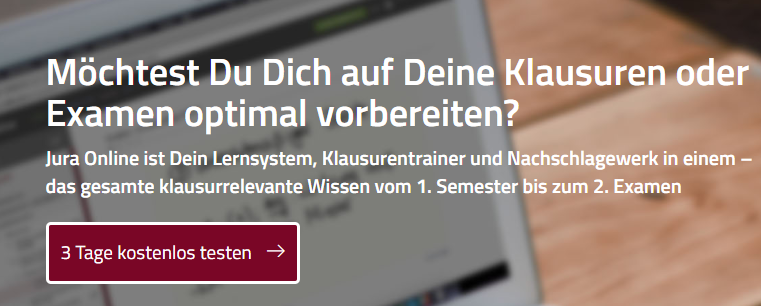 Möchtest Du Dich auf Deine Klausuren oder
Examen optimal vorbereiten?
Jura Online ist Dein Lernsystem, Klausurentrainer und Nachschlagewerk in einem –
das gesamte klausurrelevante Wissen vom 1. Semester bis zum 2. Examen
3 Tage kostenlos testen →